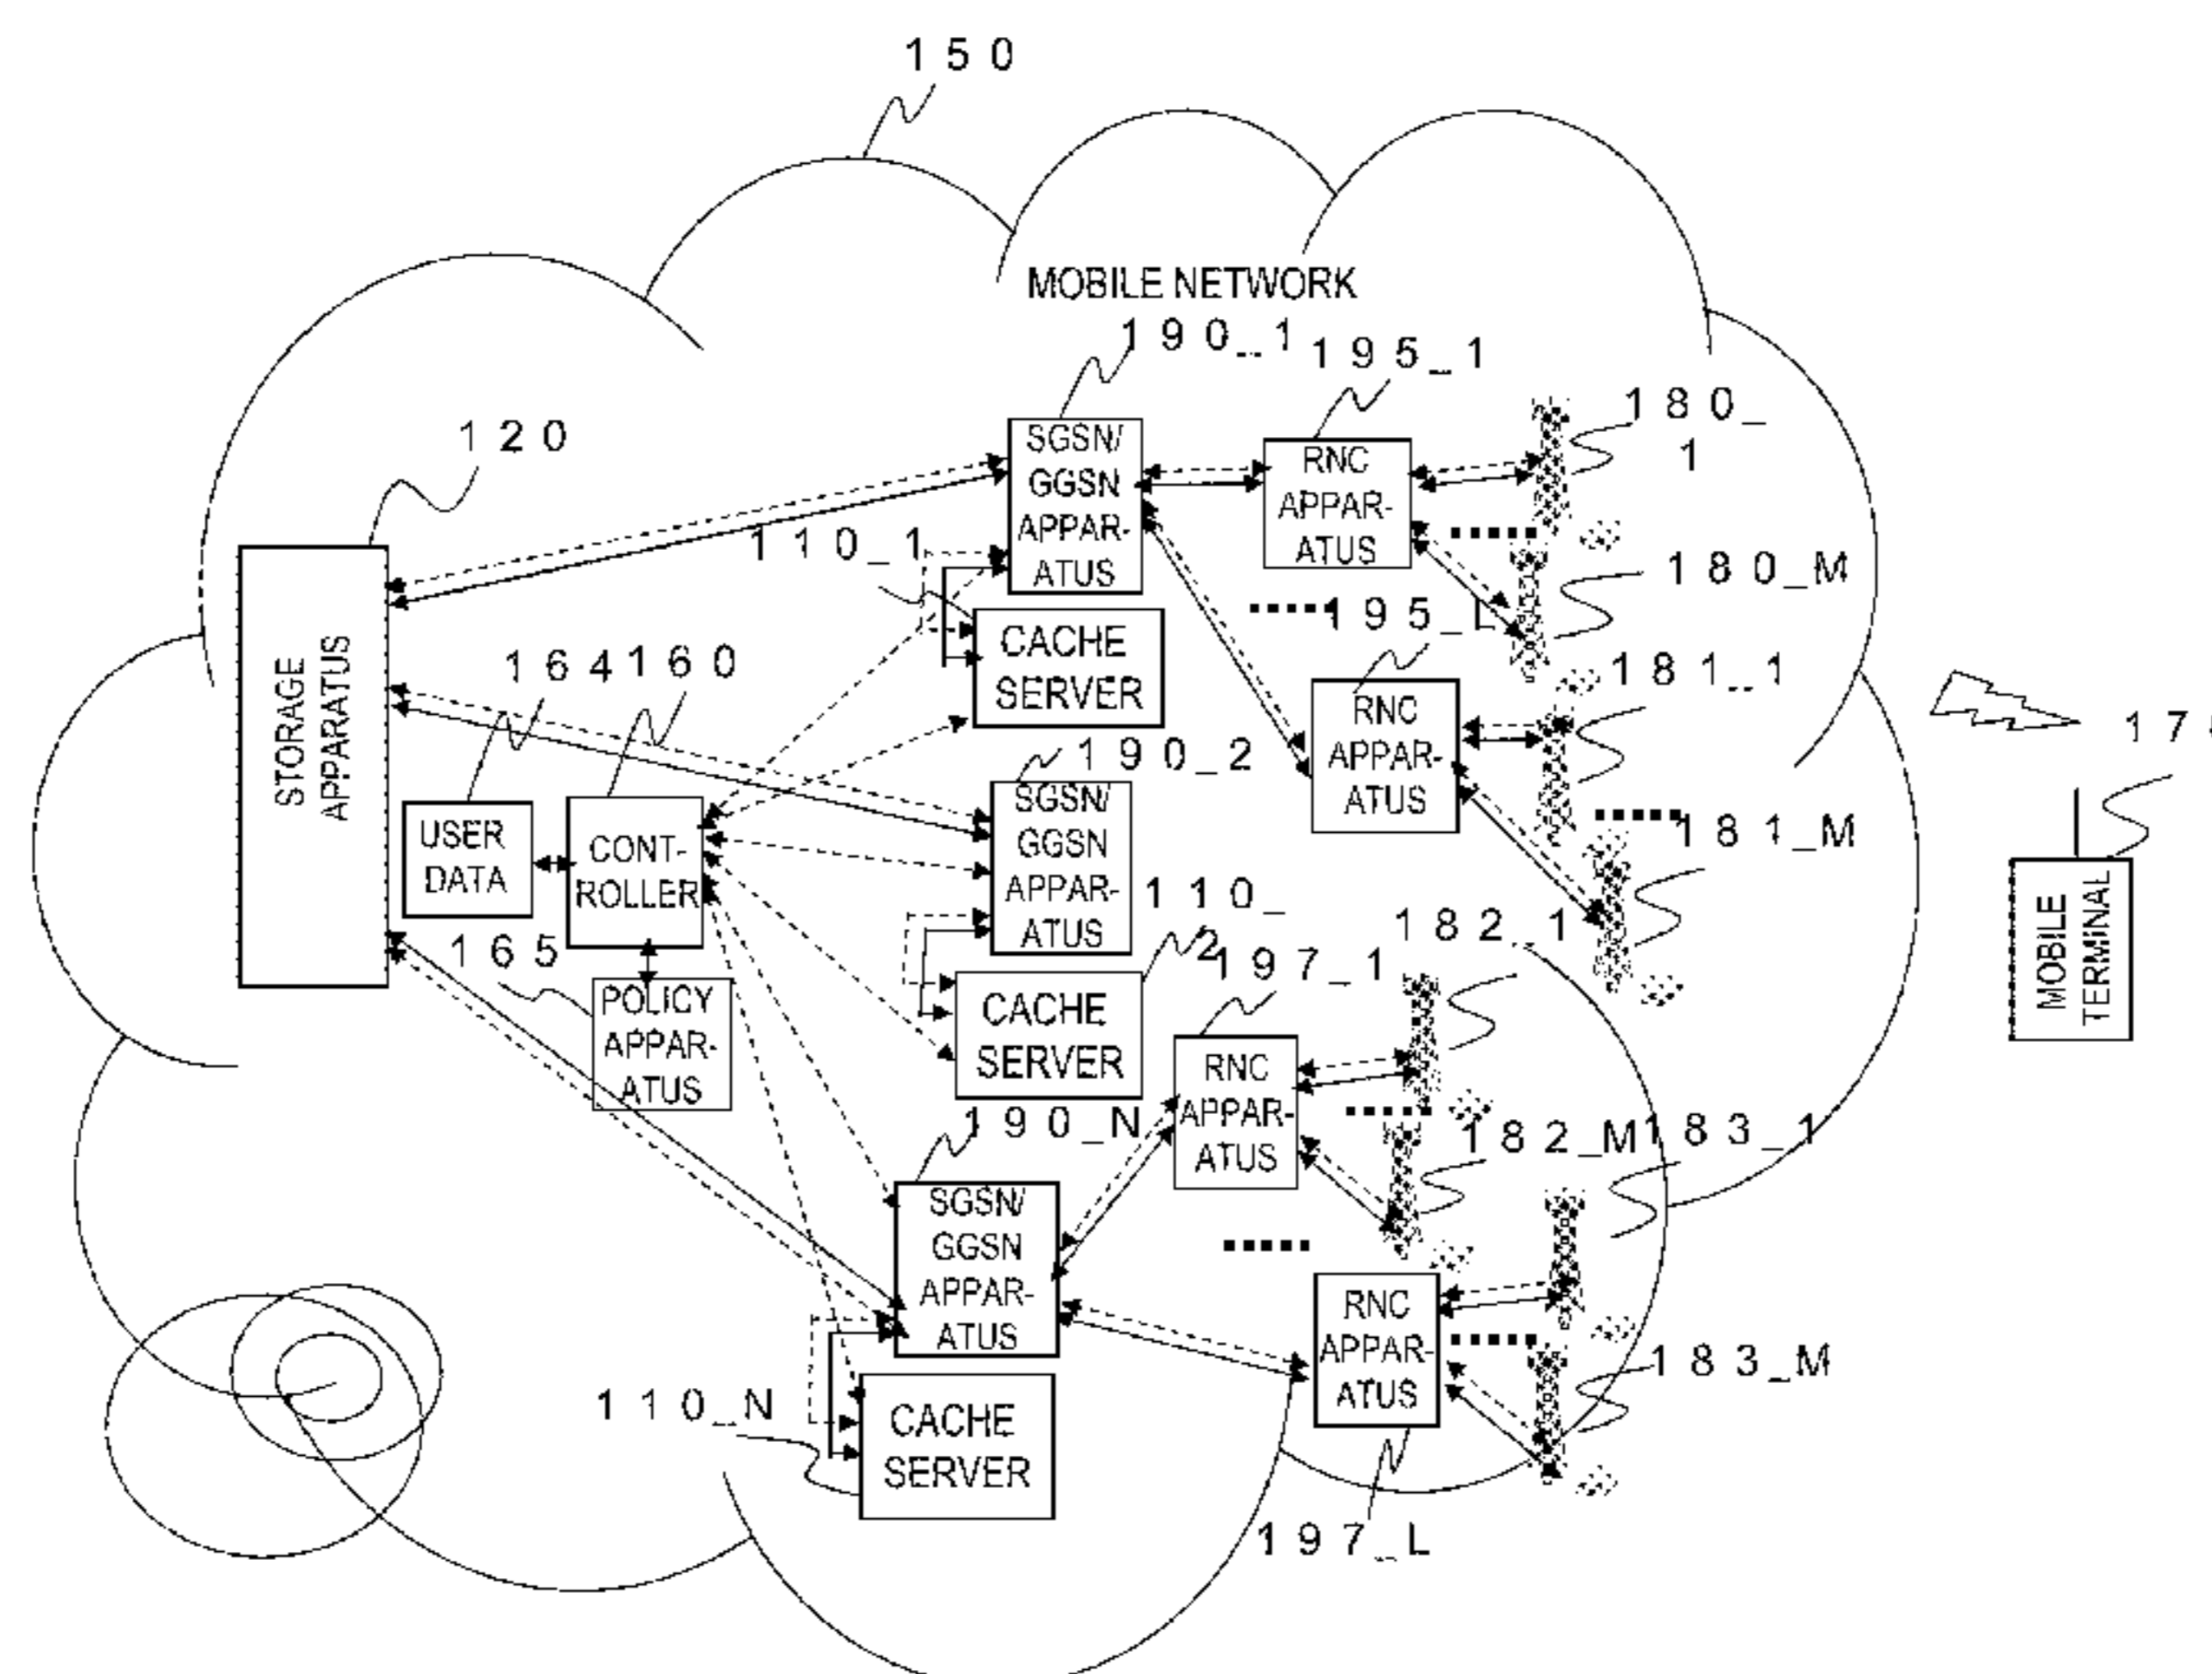 150
MOBILE NETWORK
190_1
195_1
180_
1
120
SGSN/
GGSN
APPAR-
ATUS
RNC
APPAR-
ATUS
110_1
180_M
195_L
CACHE
SERVER
STORAGE
APPARATUS
164
160
181_1
RNC
APPAR-
ATUS
190_2
USER
DATA
CONT-
ROLLER
SGSN/
GGSN
APPAR-
ATUS
181_M
110_
2
182_1
MOBILE
TERMINAL
165
197_1
POLICY
APPAR-
ATUS
CACHE
SERVER
RNC
APPAR-
ATUS
190_N
182_M
183_1
SGSN/
GGSN
APPAR-
ATUS
RNC
APPAR-
ATUS
183_M
110_N
CACHE
SERVER
197_L